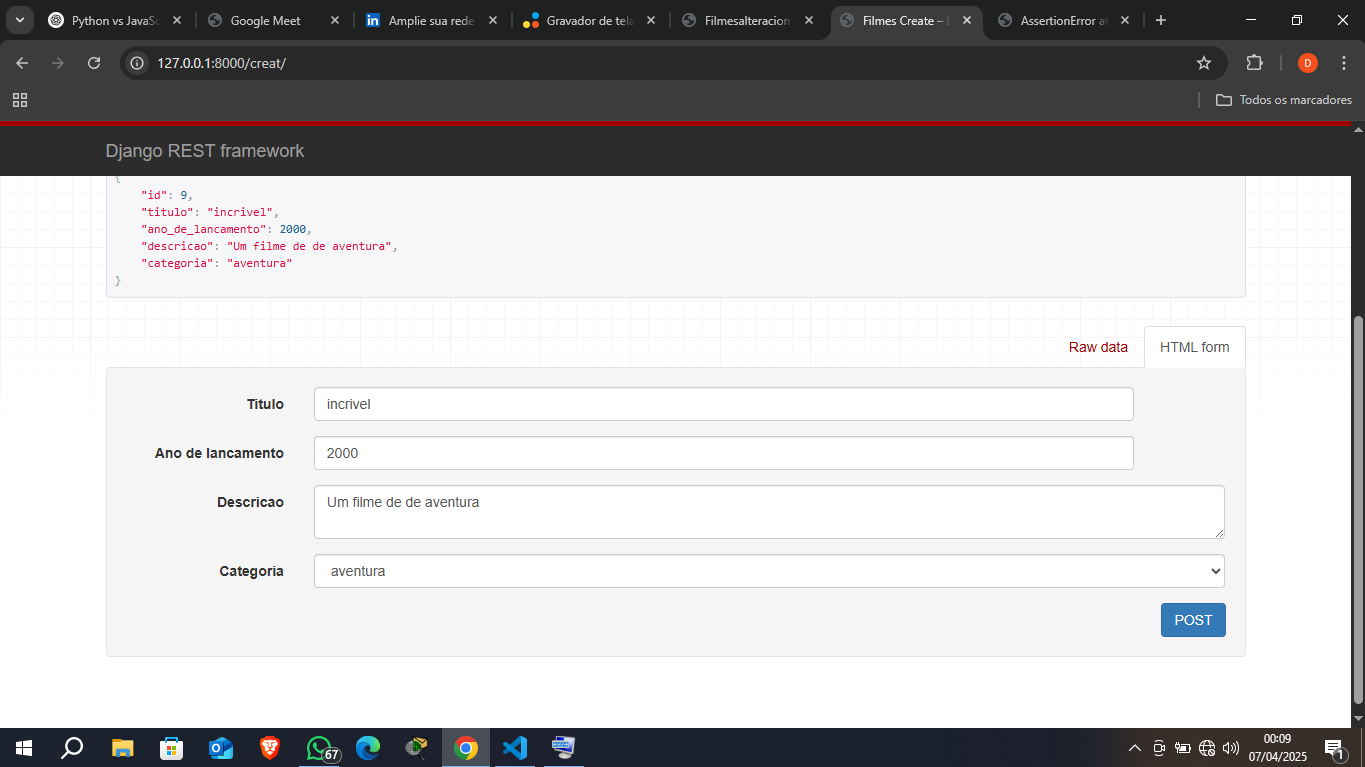 Python vs JavaSc
Google Meet
Amplie sua rede
Gravador de tela
Filmesalteracion
Filmes Create –
AssertionError a
127.0.0.1:8000/creat/
D
Todos os marcadores
Django REST framework
{
"id": 9,
"titulo": "incrivel",
"ano_de_lancamento": 2000,
"descricao": "Um filme de de aventura",
"categoria": "aventura"
}
Raw data
HTML form
Titulo
incrivel
Ano de lancamento
2000
Descricao
Um filme de de aventura
Categoria
aventura
POST
67
00:09
07/04/2025
1